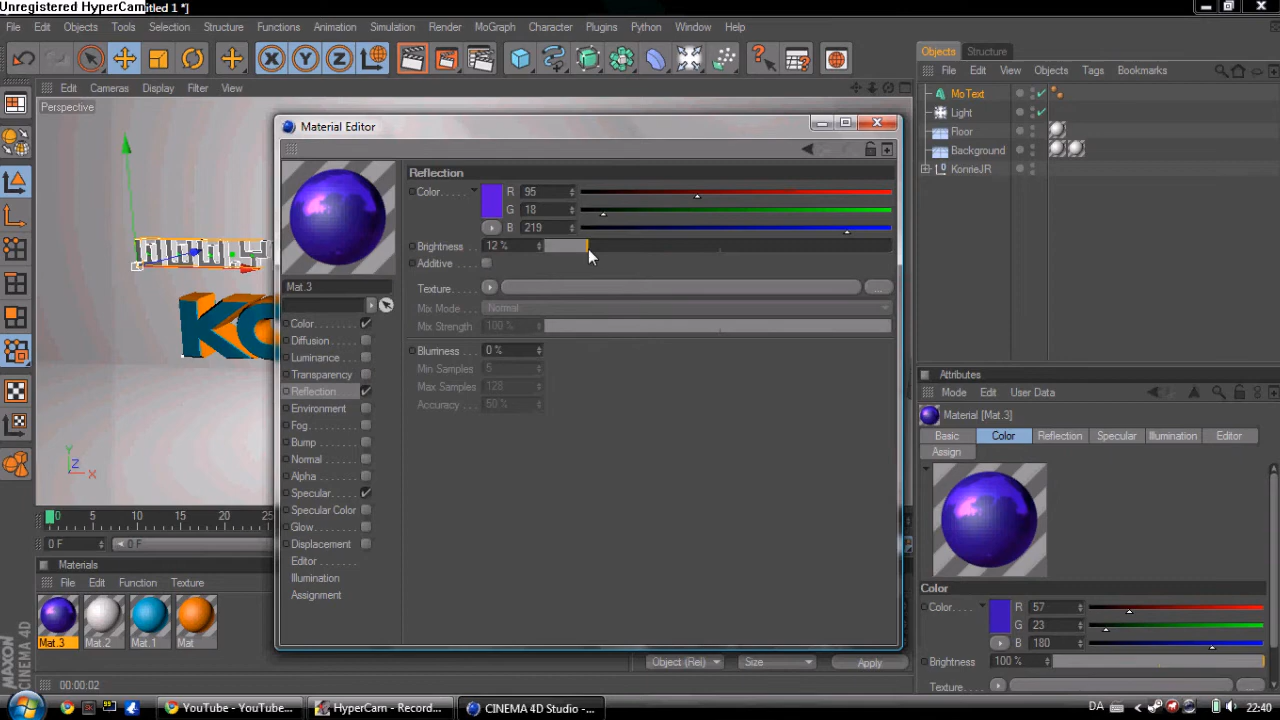 Unregistered HyperCam
titled 1 *]
File Edit Objects Tools Selection Structure Functions Animation Simulation Render MoGraph Character Plugins Python Window Help
Edit Cameras Display Filter View
Perspective
Y
Z X
KO
0 5 10 15 20 25
0 F 0 F
Materials
File Edit Function Texture
Mat.3 Mat.2 Mat.1 Mat
MAXON
CINEMA 4D
00:00:02
Material Editor
Mat.3
Color
Diffusion
Luminance
Transparency
Reflection
Environment
Fog
Bump
Normal
Alpha
Specular
Specular Color
Glow
Displacement
Editor
Illumination
Assignment
Reflection
Color R 95
G 18
B 219
Brightness 12 %
Additive
Texture ...
Mix Mode Normal
Mix Strength 100 %
Blurriness 0 %
Min Samples 5
Max Samples 128
Accuracy 50 %
Object (Rel) Size Apply
Objects Structure
File Edit View Objects Tags Bookmarks
MoText
Light
Floor
Background
KonrieJR
Attributes
Mode Edit User Data
Material [Mat.3]
Basic Color Reflection Specular Illumination Editor
Assign
Color
Color R 57
G 23
B 180
Brightness 100 %
Texture
YouTube - YouTube... HyperCam - Record... CINEMA 4D Studio -... DA 22:40